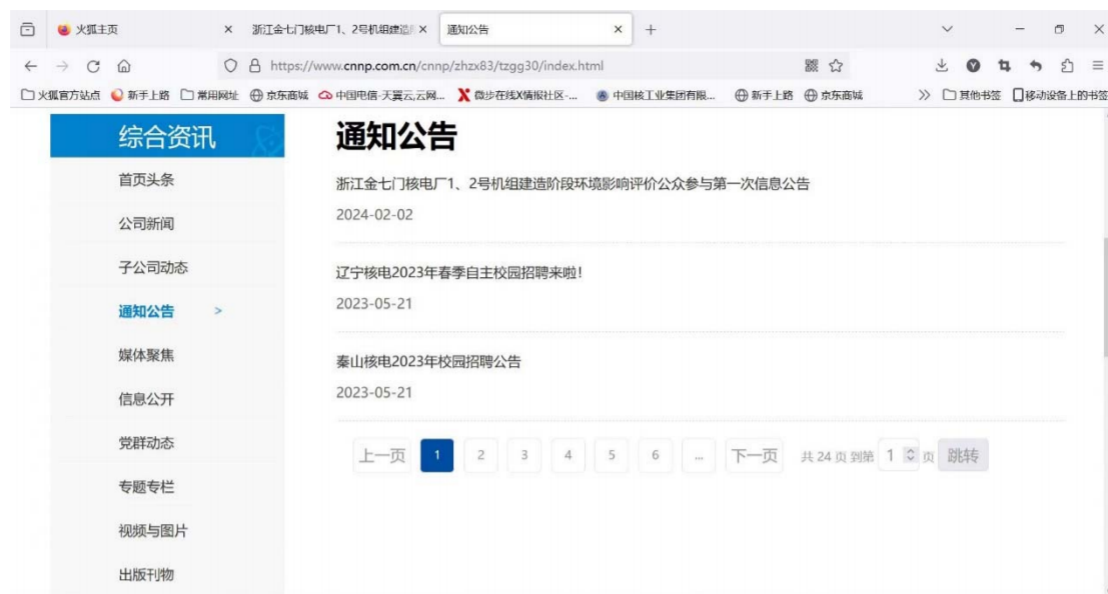 火狐主页
浙江金七门核电厂1、2号机组建造
通知公告
https://www.cnnp.com.cn/cnnp/zhzx83/tzgg30/index.html
火狐官方站点 新手上路 常用网址 京东商城 中国电信-天翼云,云网... 微步在线X情报社区-... 中国核工业集团有限... 新手上路 京东商城 其他书签 移动设备上的书签
综合资讯
首页头条
公司新闻
子公司动态
通知公告 >
媒体聚焦
信息公开
党群动态
专题专栏
视频与图片
出版刊物
通知公告
浙江金七门核电厂1、2号机组建造阶段环境影响评价公众参与第一次信息公告
2024-02-02
辽宁核电2023年春季自主校园招聘来啦!
2023-05-21
秦山核电2023年校园招聘公告
2023-05-21
上一页 1 2 3 4 5 6 ... 下一页 共 24 页 到第 1 页 跳转